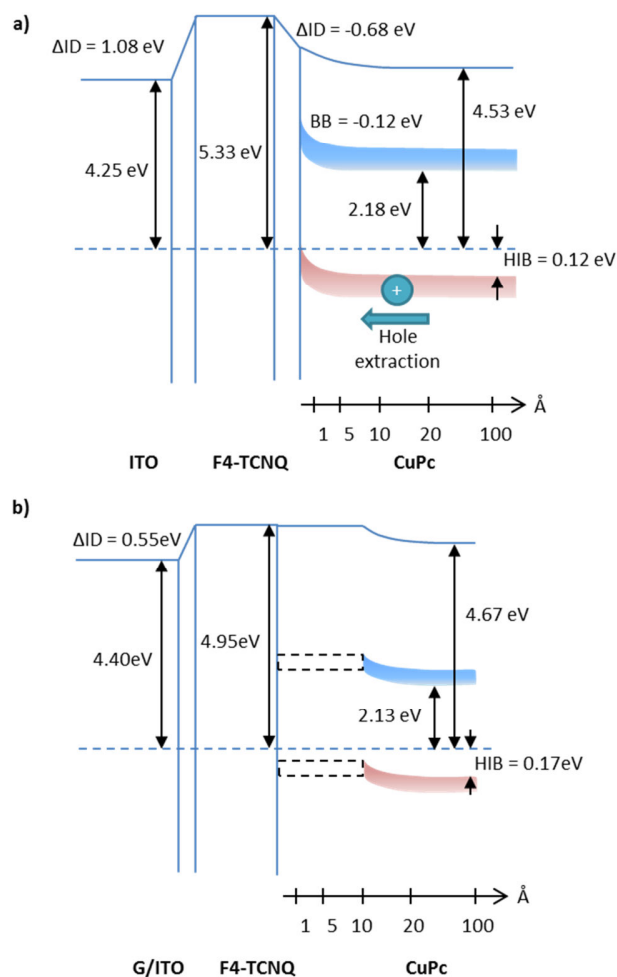 a)
ΔID = 1.08 eV
ΔID = -0.68 eV
4.25 eV
5.33 eV
BB = -0.12 eV
4.53 eV
2.18 eV
HIB = 0.12 eV
+
Hole
extraction
Å
1 5 10 20 100
ITO F4-TCNQ CuPc
b)
ΔID = 0.55eV
4.40eV
4.95eV
4.67 eV
2.13 eV
HIB = 0.17eV
Å
1 5 10 20 100
G/ITO F4-TCNQ CuPc